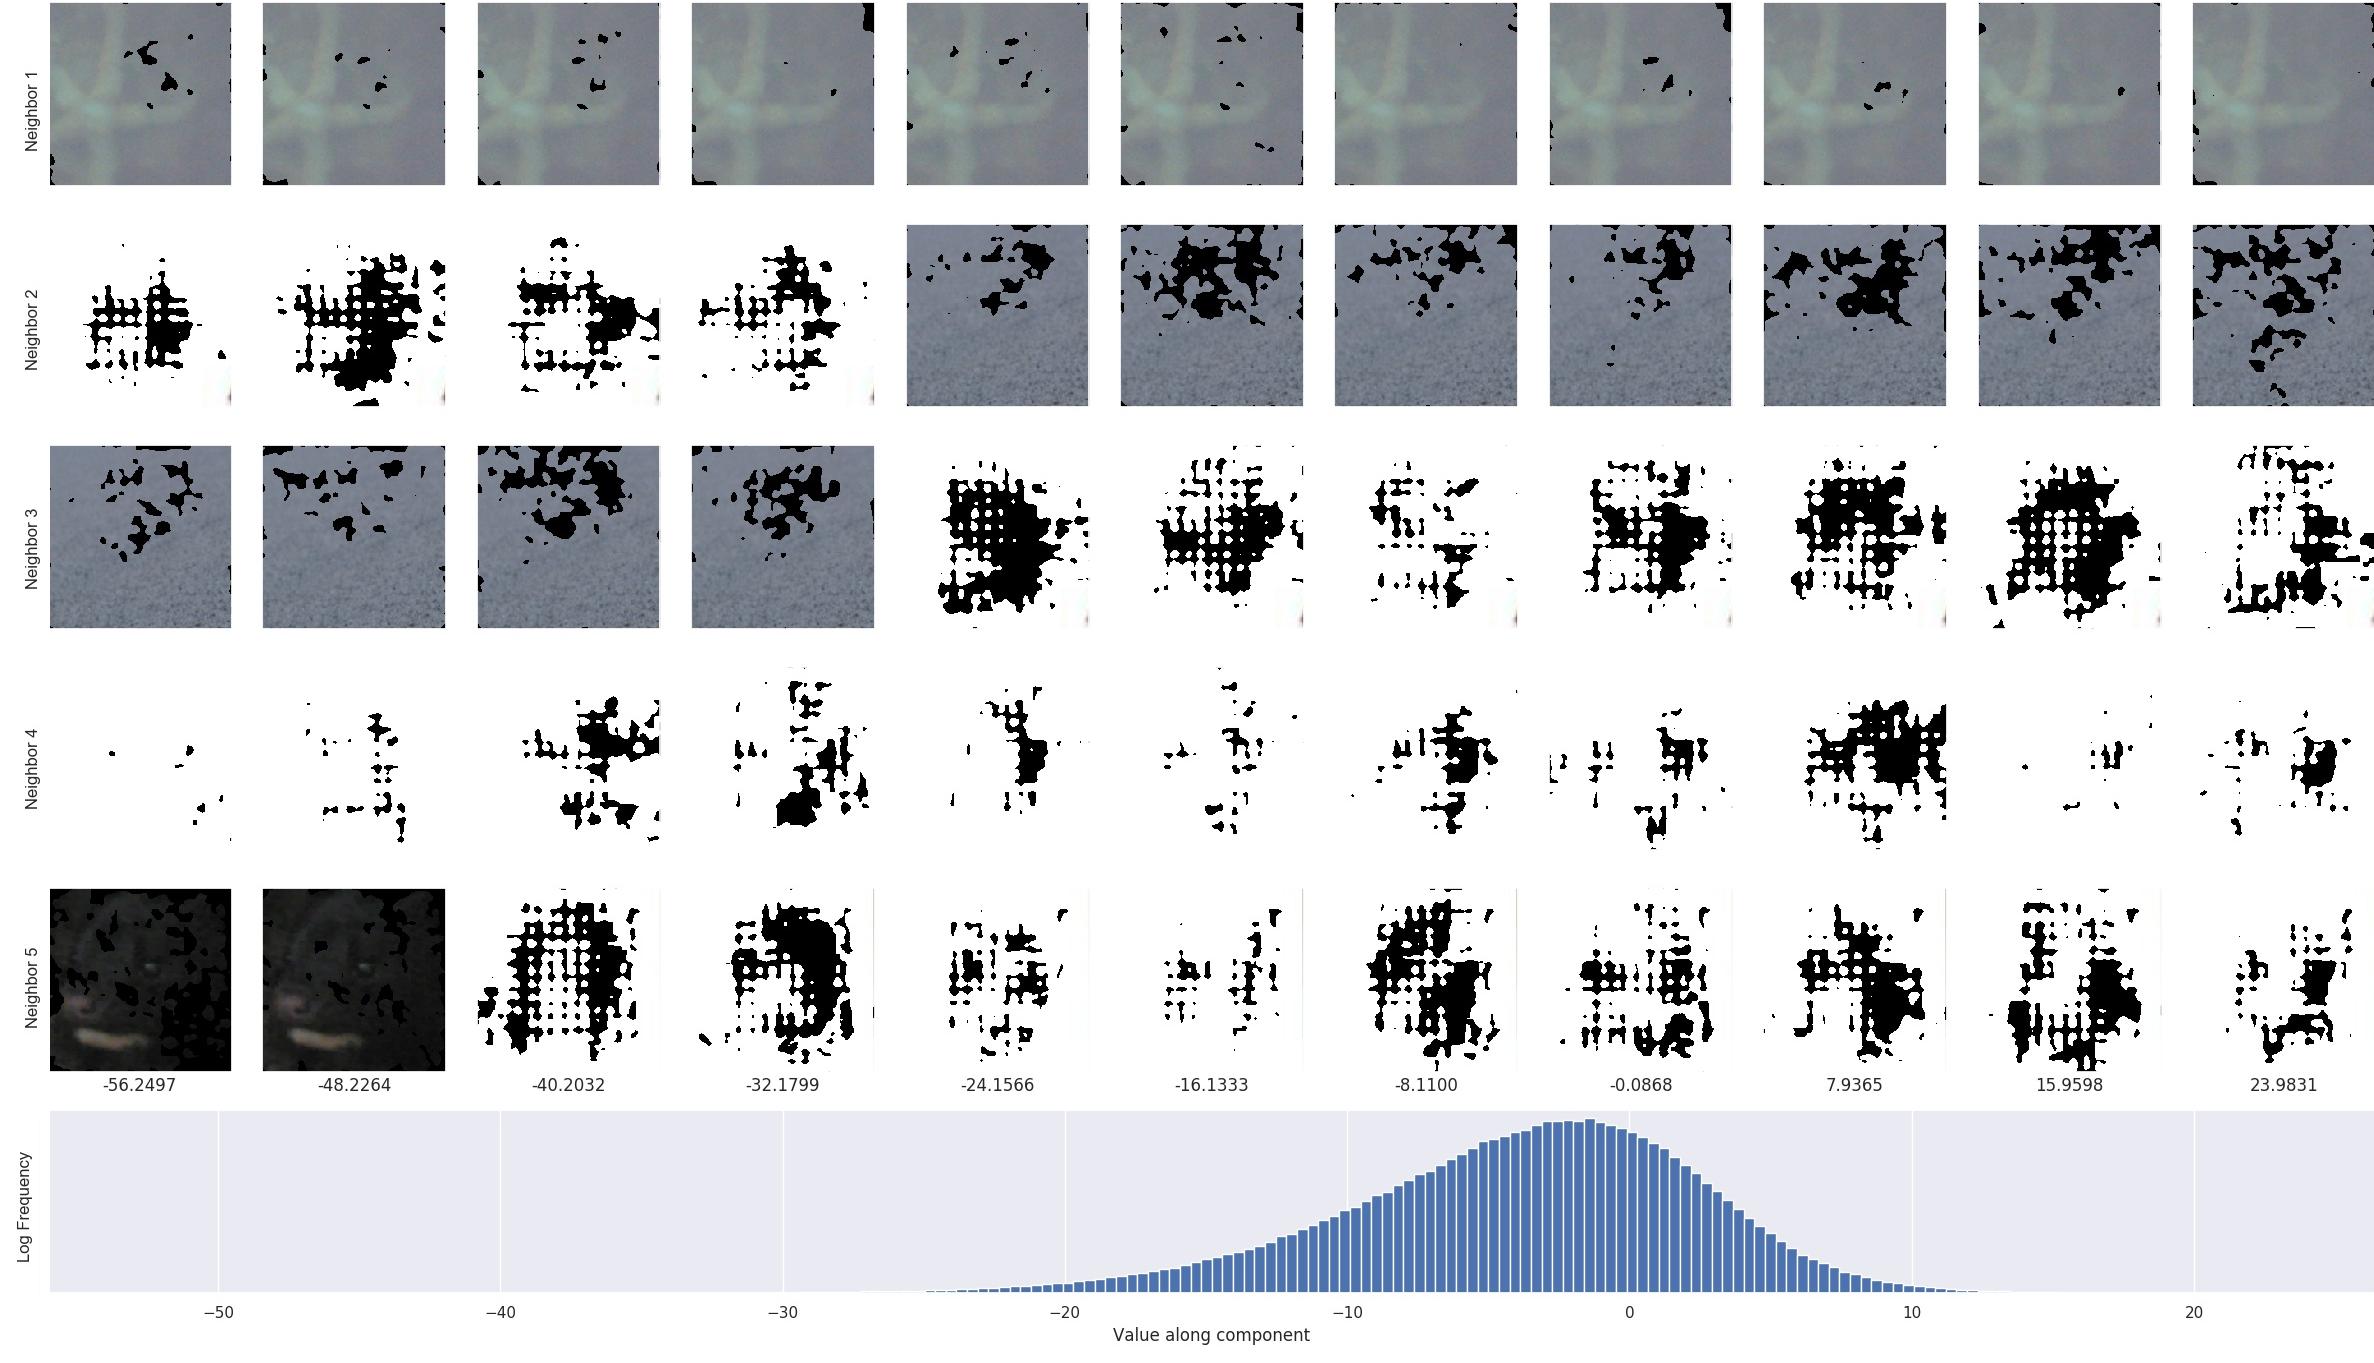 Neighbor 1
Neighbor 2
Neighbor 3
Neighbor 4
Neighbor 5
-56.2497 -48.2264 -40.2032 -32.1799 -24.1566 -16.1333 -8.1100 -0.0868 7.9365 15.9598 23.9831
Log Frequency
−50 −40 −30 −20 −10 0 10 20
Value along component